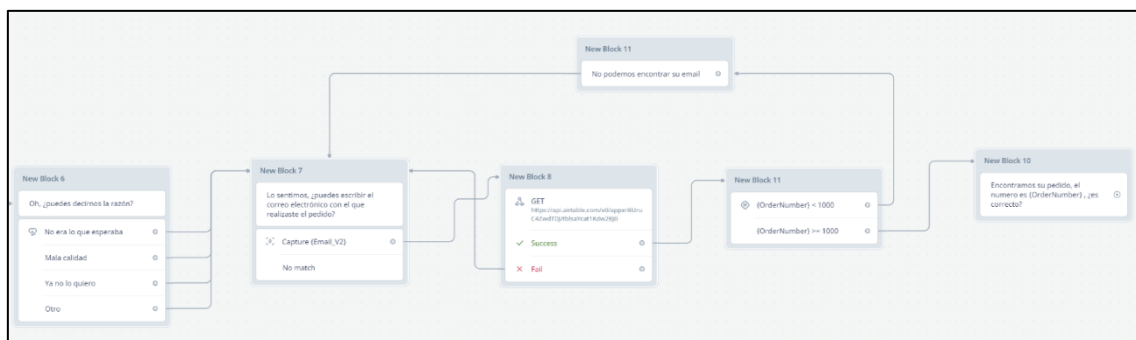 New Block 11
No podemos encontrar su email
New Block 6
Oh, ¿puedes decirnos la razón?
No era lo que esperaba
Mala calidad
Ya no lo quiero
Otro
New Block 7
Lo sentimos, ¿puedes escribir el
correo electrónico con el que
realizaste el pedido?
Capture {Email_V2}
No match
New Block 8
GET
Success
Fail
New Block 11
{OrderNumber} < 1000
{OrderNumber} >= 1000
New Block 10
Encontramos su pedido, el
numero es {OrderNumber} , ¿es
correcto?